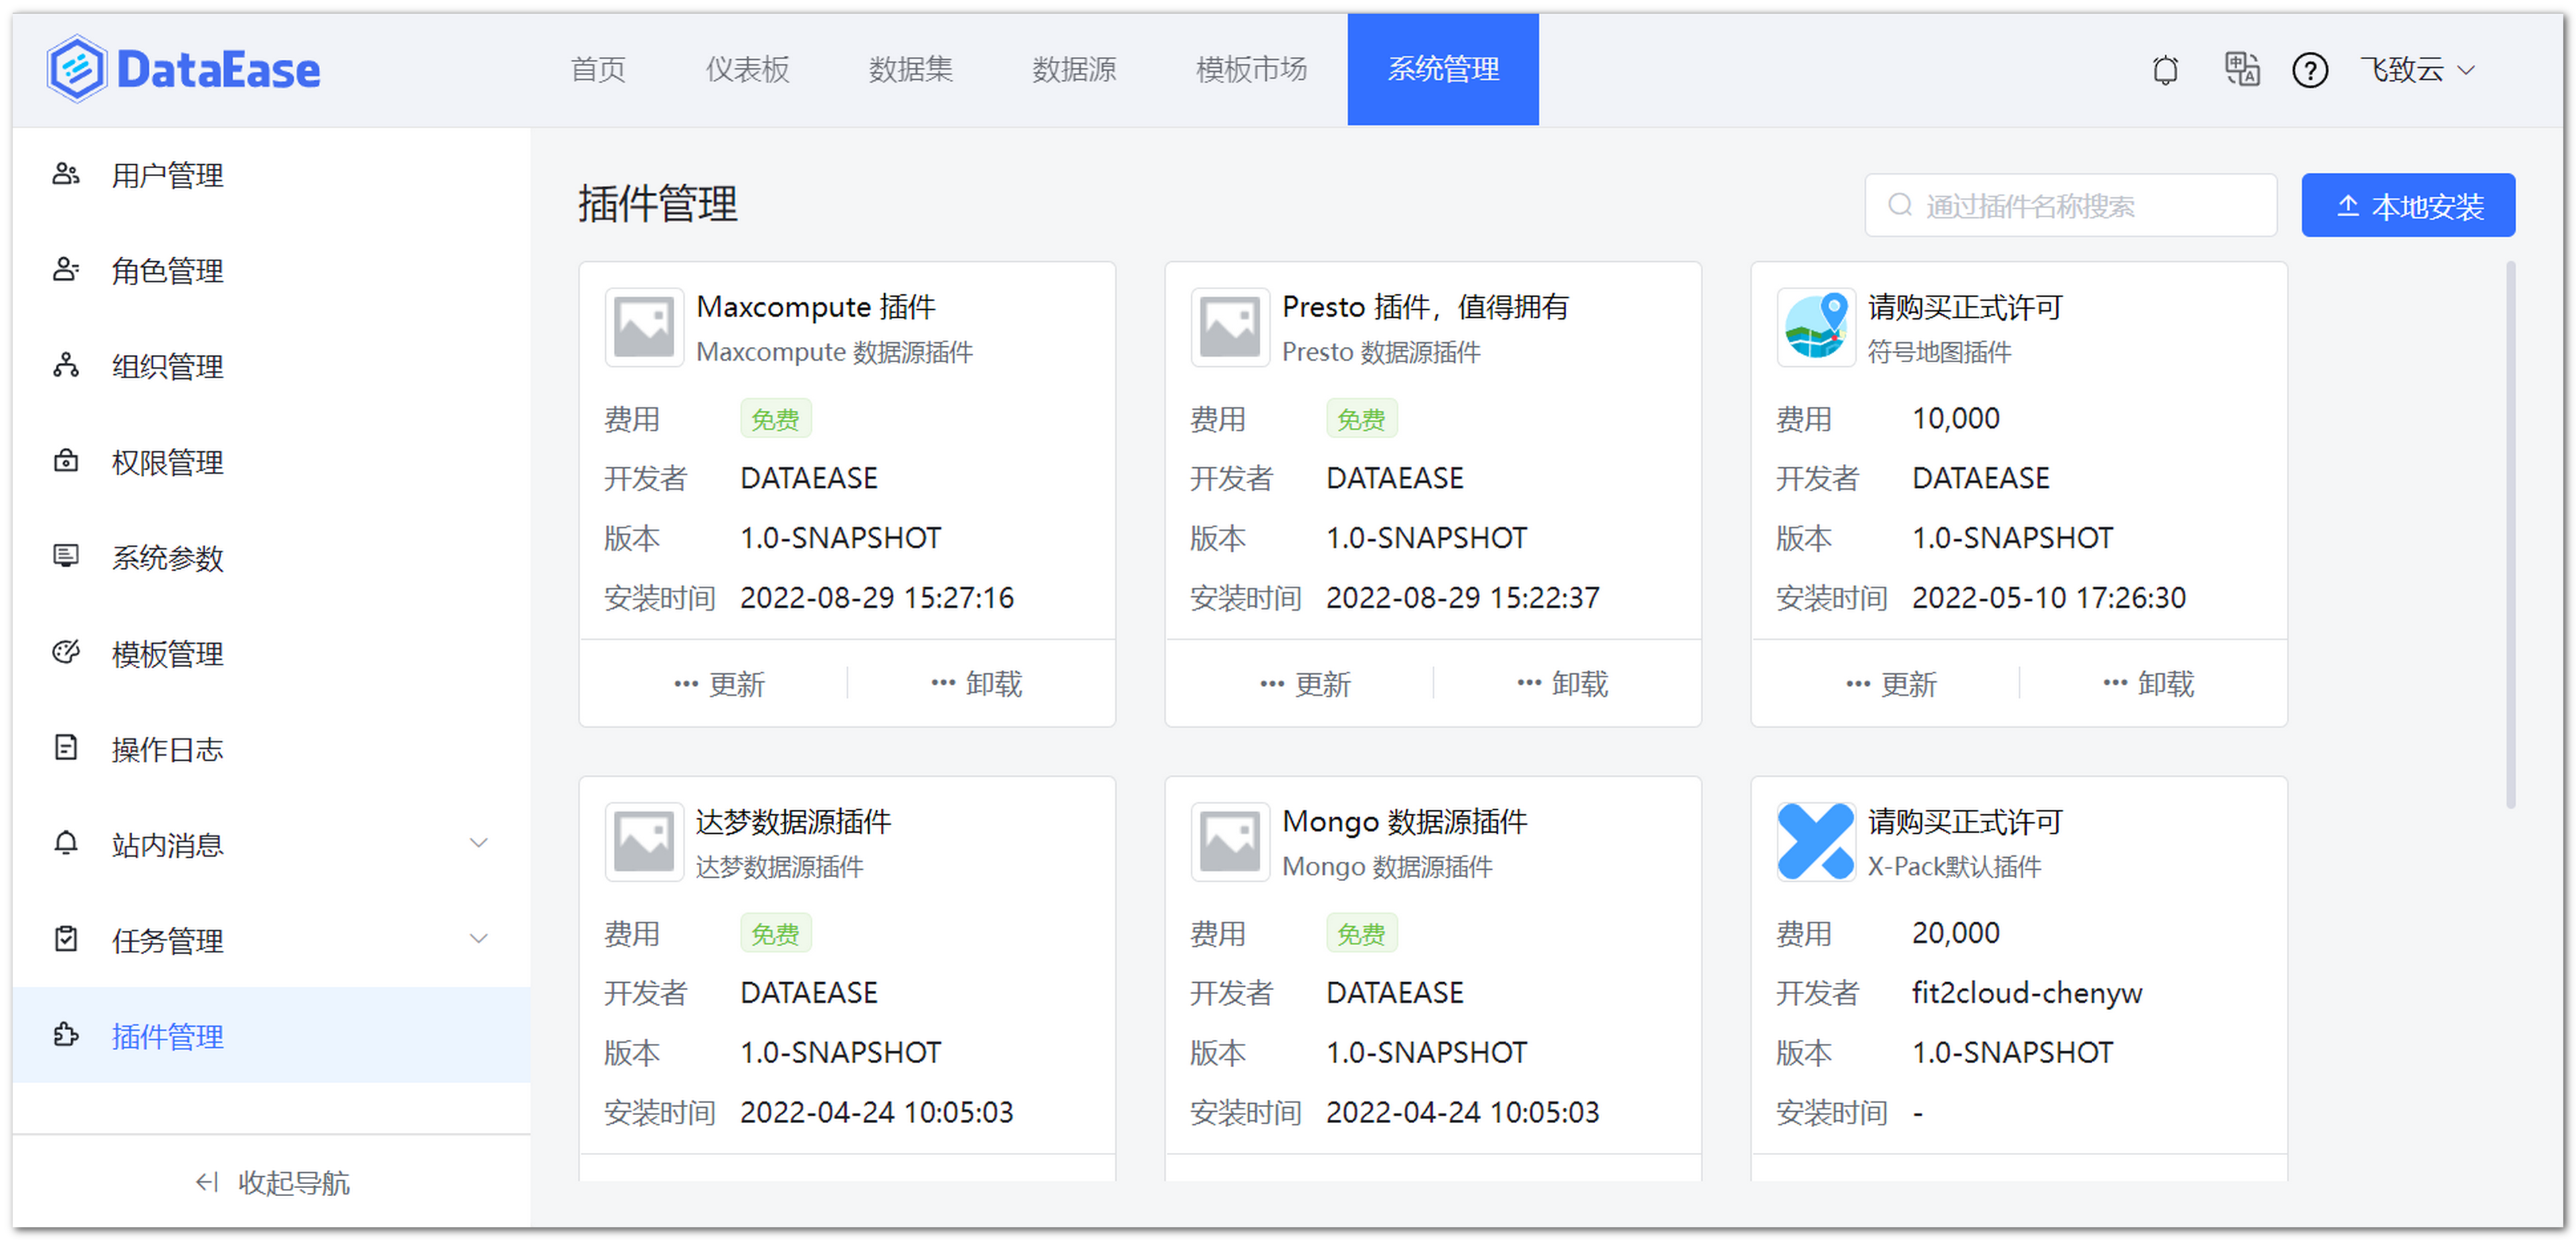 DataEase 首页 仪表板 数据集 数据源 模板市场 系统管理 飞致云
用户管理
角色管理
组织管理
权限管理
系统参数
模板管理
操作日志
站内消息
任务管理
插件管理
收起导航
插件管理 通过插件名称搜索 本地安装
Maxcompute 插件
Maxcompute 数据源插件
费用 免费
开发者 DATAEASE
版本 1.0-SNAPSHOT
安装时间 2022-08-29 15:27:16
更新 卸载
Presto 插件，值得拥有
Presto 数据源插件
费用 免费
开发者 DATAEASE
版本 1.0-SNAPSHOT
安装时间 2022-08-29 15:22:37
更新 卸载
请购买正式许可
符号地图插件
费用 10,000
开发者 DATAEASE
版本 1.0-SNAPSHOT
安装时间 2022-05-10 17:26:30
更新 卸载
达梦数据源插件
达梦数据源插件
费用 免费
开发者 DATAEASE
版本 1.0-SNAPSHOT
安装时间 2022-04-24 10:05:03
Mongo 数据源插件
Mongo 数据源插件
费用 免费
开发者 DATAEASE
版本 1.0-SNAPSHOT
安装时间 2022-04-24 10:05:03
请购买正式许可
X-Pack默认插件
费用 20,000
开发者 fit2cloud-chenyw
版本 1.0-SNAPSHOT
安装时间 -